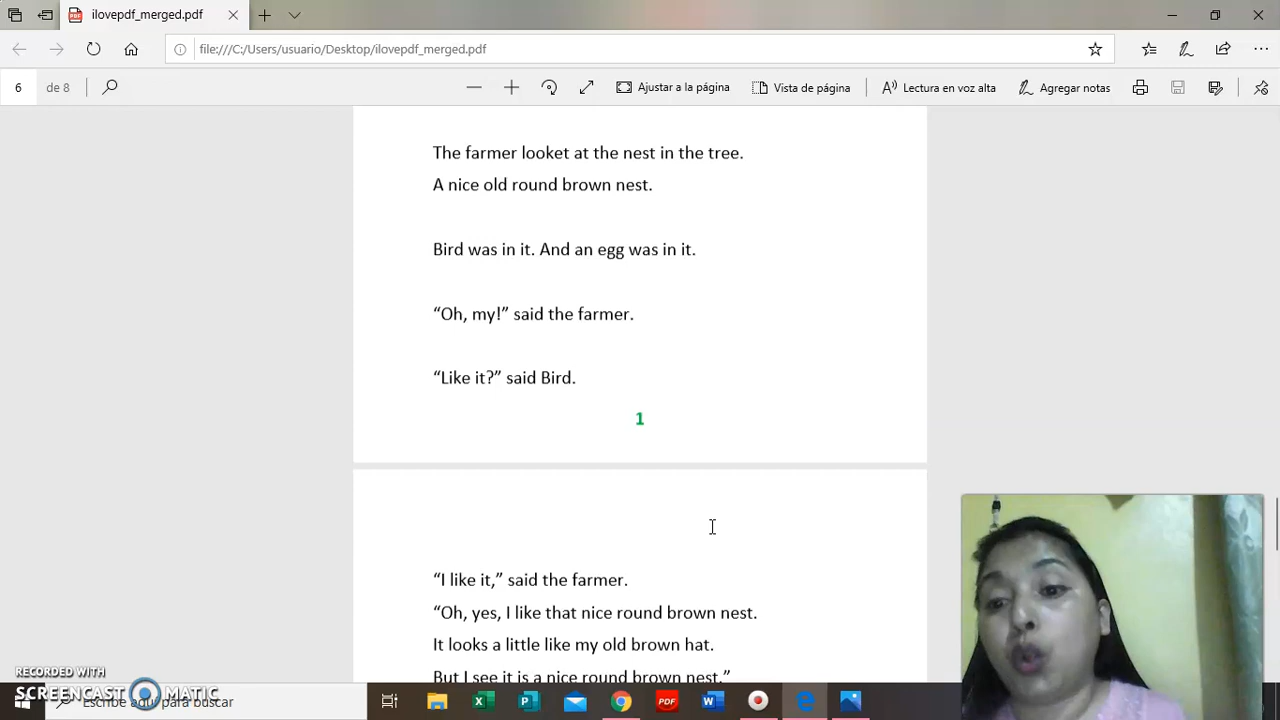 ilovepdf_merged.pdf
file:///C:/Users/usuario/Desktop/ilovepdf_merged.pdf
6 de 8
Ajustar a la página
Vista de página
Lectura en voz alta
Agregar notas
The farmer looket at the nest in the tree.
A nice old round brown nest.
Bird was in it. And an egg was in it.
“Oh, my!” said the farmer.
“Like it?” said Bird.
1
“I like it,” said the farmer.
“Oh, yes, I like that nice round brown nest.
It looks a little like my old brown hat.
But I see it is a nice round brown nest.”
RECORDED WITH
SCREENCAST MATIC
Escribe aquí para buscar
PDF